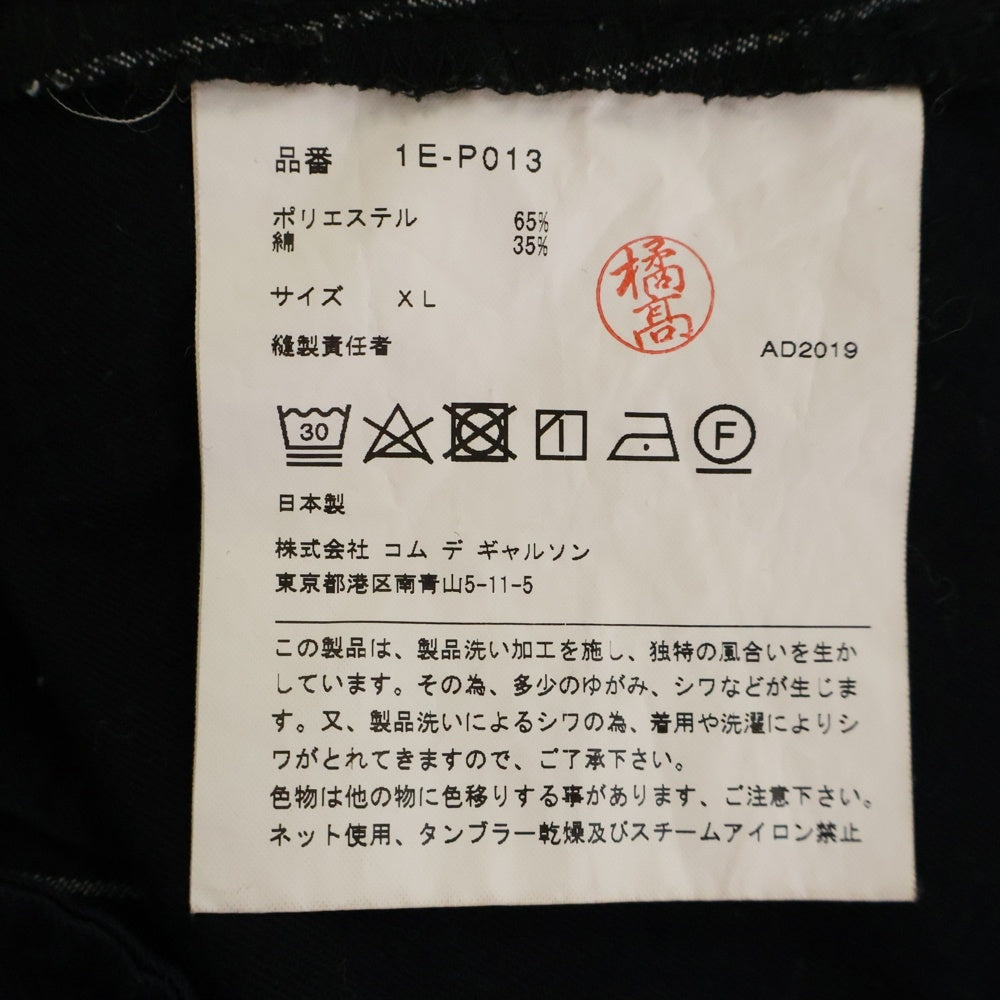 品番 1E-P013
ポリエステル 65%
綿 35%
橘高
サイズ XL
縫製責任者
AD2019
30 F
日本製
株式会社 コム デ ギャルソン
東京都港区南青山5-11-5
この製品は、製品洗い加工を施し、独特の風合いを生か
しています。その為、多少のゆがみ、シワなどが生じま
す。又、製品洗いによるシワの為、着用や洗濯によりシ
ワがとれてきますので、ご了承下さい。
色物は他の物に色移りする事があります、ご注意下さい。
ネット使用、タンブラー乾燥及びスチームアイロン禁止